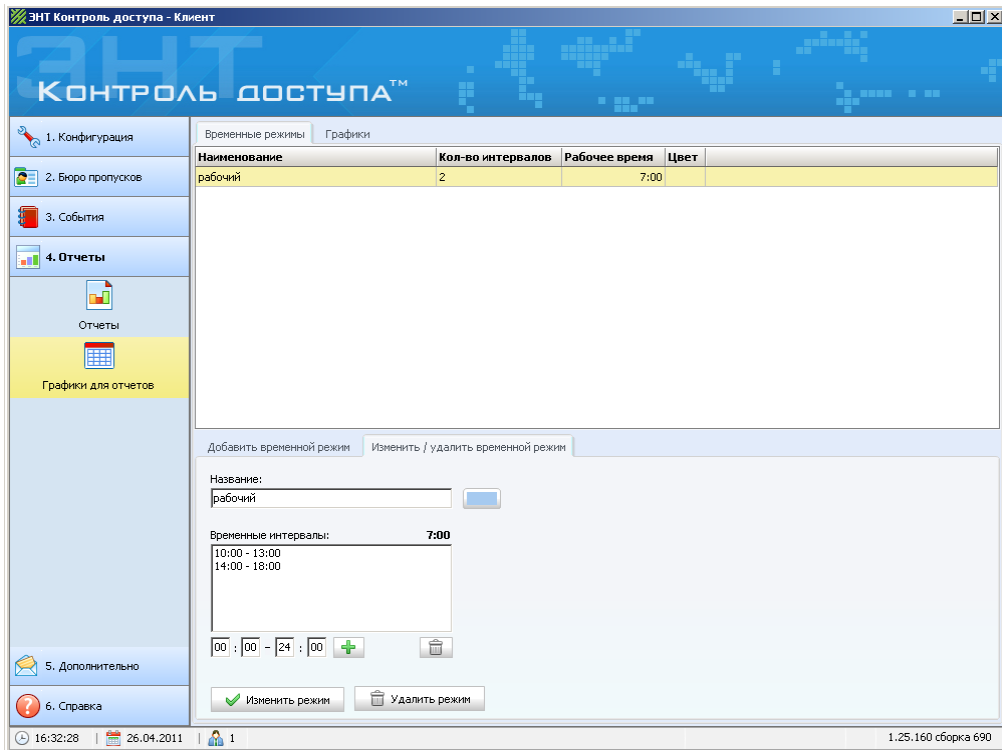 ЭНТ Контроль доступа - Клиент
ЭНТ
Контроль доступа™
1. Конфигурация
2. Бюро пропусков
3. События
4. Отчеты
Отчеты
Графики для отчетов
5. Дополнительно
6. Справка
Временные режимы Графики
Наименование Кол-во интервалов Рабочее время Цвет
рабочий 2 7:00
Добавить временной режим Изменить / удалить временной режим
Название:
рабочий
Временные интервалы: 7:00
10:00 - 13:00
14:00 - 18:00
00 : 00 - 24 : 00
Изменить режим Удалить режим
16:32:28 | 26.04.2011 | 1 1.25.160 сборка 690